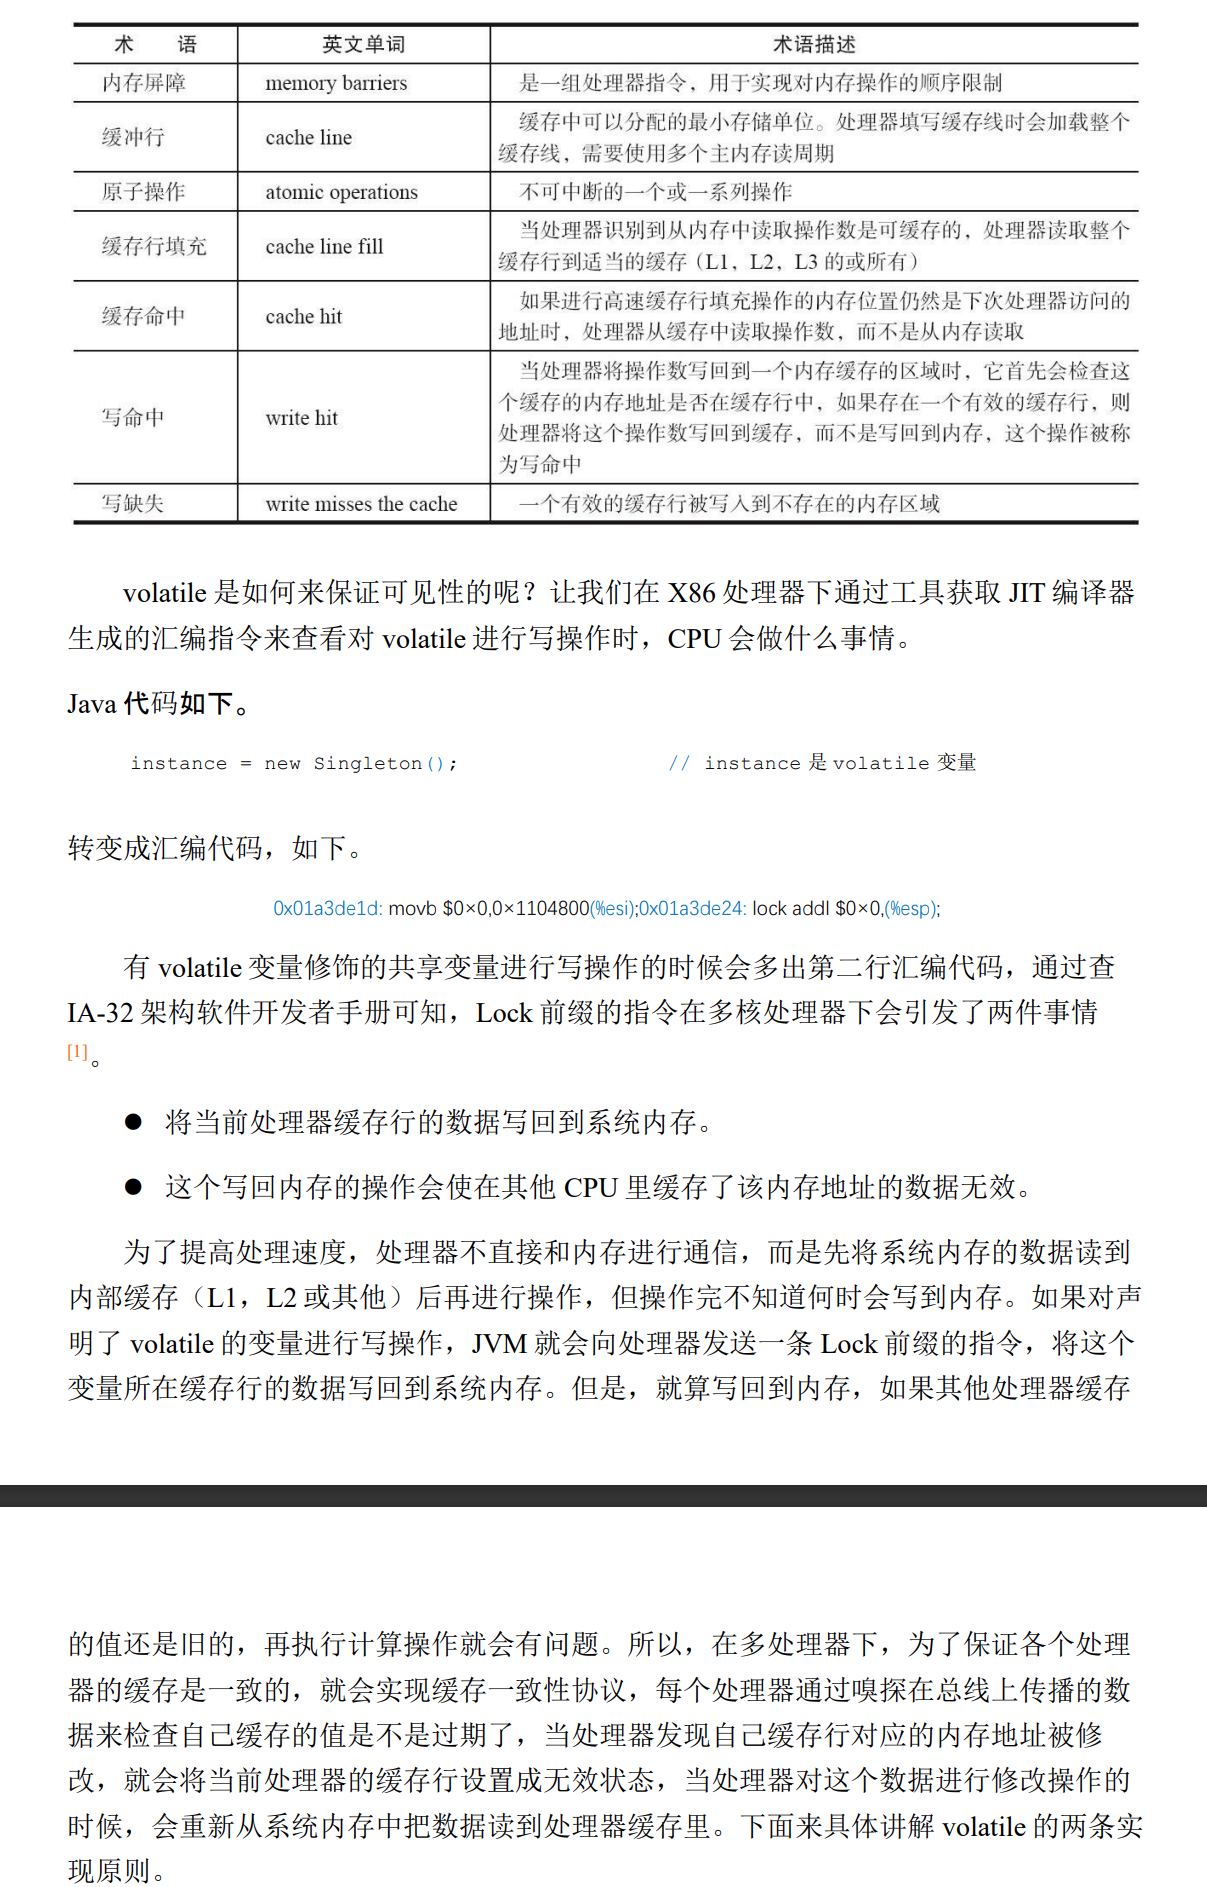 术 语 英文单词 术语描述
内存屏障 memory barriers 是一组处理器指令，用于实现对内存操作的顺序限制
缓冲行 cache line 缓存中可以分配的最小存储单位。处理器填写缓存线时会加载整个
缓存线，需要使用多个主内存读周期
原子操作 atomic operations 不可中断的一个或一系列操作
缓存行填充 cache line fill 当处理器识别到从内存中读取操作数是可缓存的，处理器读取整个
缓存行到适当的缓存（L1，L2，L3 的或所有）
缓存命中 cache hit 如果进行高速缓存行填充操作的内存位置仍然是下次处理器访问的
地址时，处理器从缓存中读取操作数，而不是从内存读取
写命中 write hit 当处理器将操作数写回到一个内存缓存的区域时，它首先会检查这
个缓存的内存地址是否在缓存行中，如果存在一个有效的缓存行，则
处理器将这个操作数写回到缓存，而不是写回到内存，这个操作被称
为写命中
写缺失 write misses the cache 一个有效的缓存行被写入到不存在的内存区域
volatile 是如何来保证可见性的呢？让我们在 X86 处理器下通过工具获取 JIT 编译器
生成的汇编指令来查看对 volatile 进行写操作时，CPU 会做什么事情。
Java 代码如下。
instance = new Singleton(); // instance 是 volatile 变量
转变成汇编代码，如下。
0x01a3de1d: movb $0×0,0×1104800(%esi);0x01a3de24: lock addl $0×0,(%esp);
有 volatile 变量修饰的共享变量进行写操作的时候会多出第二行汇编代码，通过查
IA-32 架构软件开发者手册可知，Lock 前缀的指令在多核处理器下会引发了两件事情
[1]。
● 将当前处理器缓存行的数据写回到系统内存。
● 这个写回内存的操作会使在其他 CPU 里缓存了该内存地址的数据无效。
为了提高处理速度，处理器不直接和内存进行通信，而是先将系统内存的数据读到
内部缓存（L1，L2 或其他）后再进行操作，但操作完不知道何时会写到内存。如果对声
明了 volatile 的变量进行写操作，JVM 就会向处理器发送一条 Lock 前缀的指令，将这个
变量所在缓存行的数据写回到系统内存。但是，就算写回到内存，如果其他处理器缓存
的值还是旧的，再执行计算操作就会有问题。所以，在多处理器下，为了保证各个处理
器的缓存是一致的，就会实现缓存一致性协议，每个处理器通过嗅探在总线上传播的数
据来检查自己缓存的值是不是过期了，当处理器发现自己缓存行对应的内存地址被修
改，就会将当前处理器的缓存行设置成无效状态，当处理器对这个数据进行修改操作的
时候，会重新从系统内存中把数据读到处理器缓存里。下面来具体讲解 volatile 的两条实
现原则。